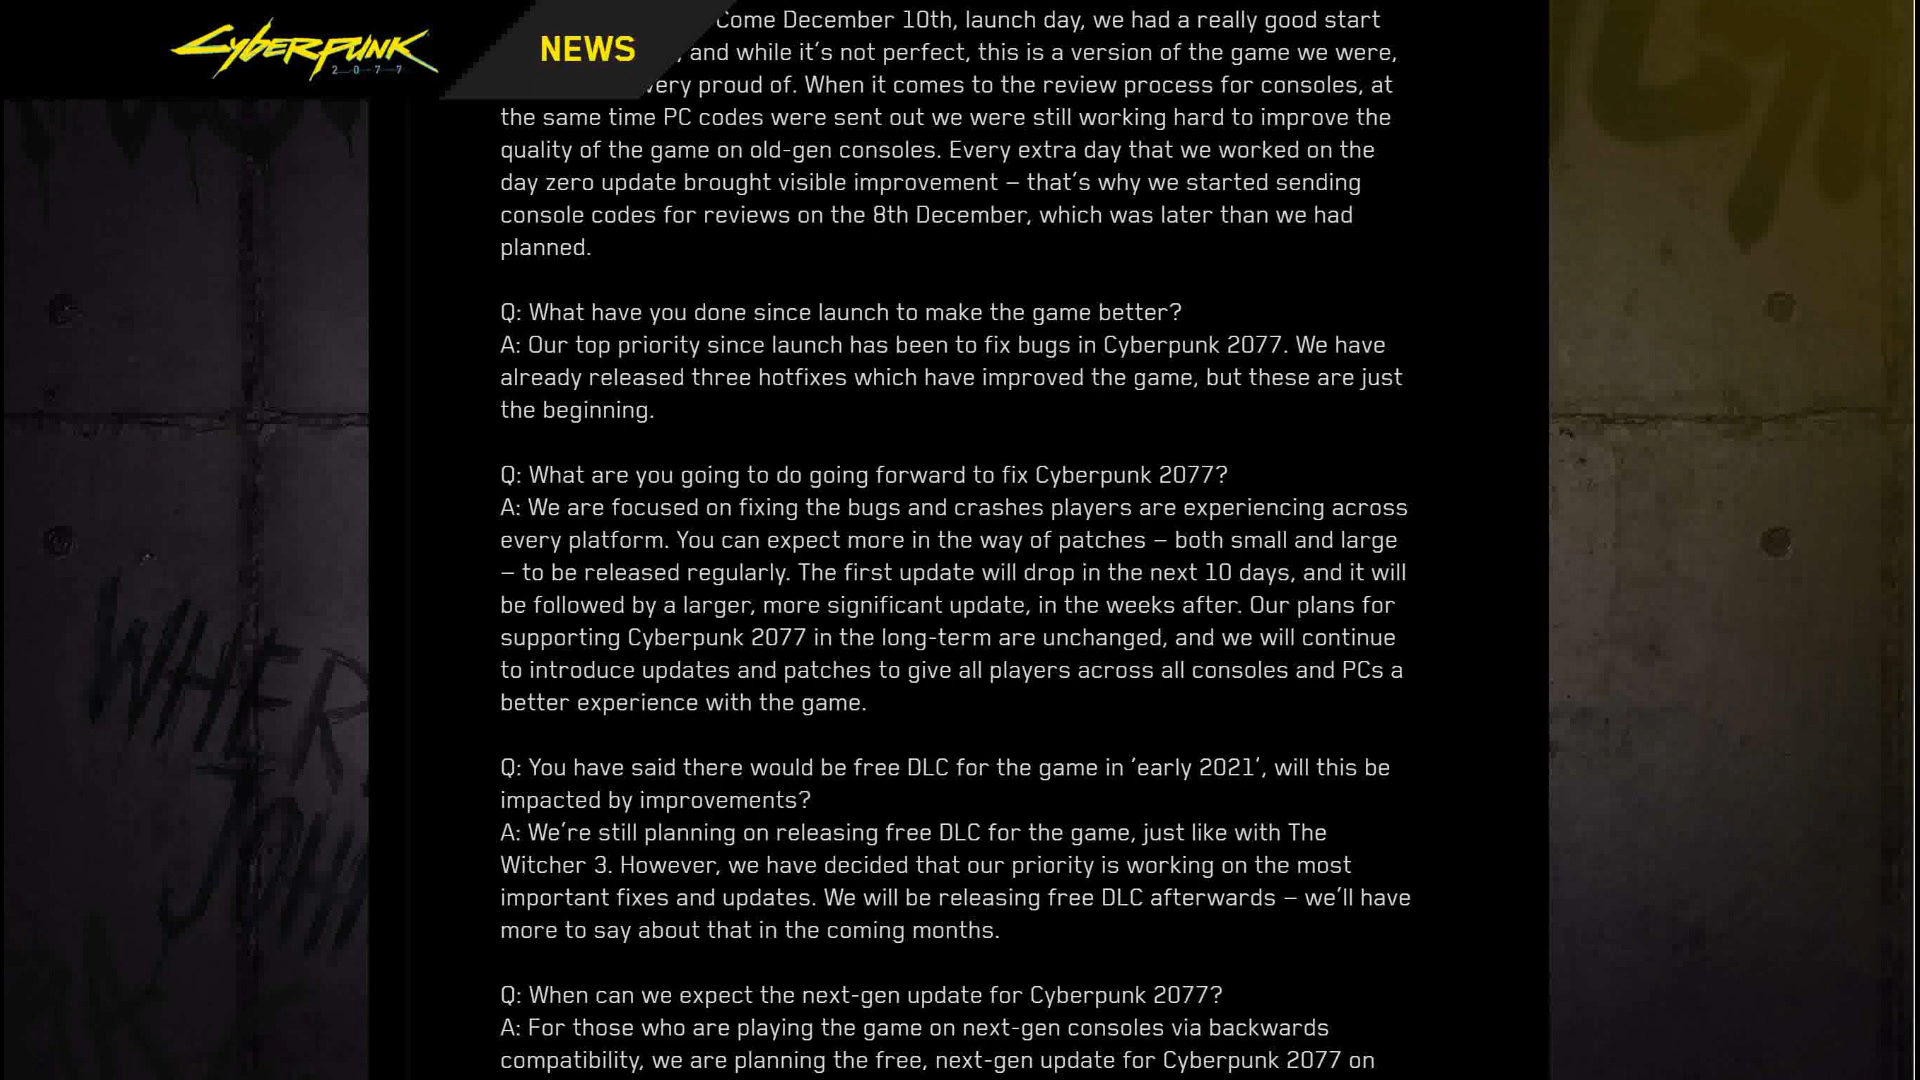 CYBERPUNK
2077
NEWS
Come December 10th, launch day, we had a really good start
, and while it's not perfect, this is a version of the game we were,
very proud of. When it comes to the review process for consoles, at
the same time PC codes were sent out we were still working hard to improve the
quality of the game on old-gen consoles. Every extra day that we worked on the
day zero update brought visible improvement – that's why we started sending
console codes for reviews on the 8th December, which was later than we had
planned.
Q: What have you done since launch to make the game better?
A: Our top priority since launch has been to fix bugs in Cyberpunk 2077. We have
already released three hotfixes which have improved the game, but these are just
the beginning.
Q: What are you going to do going forward to fix Cyberpunk 2077?
A: We are focused on fixing the bugs and crashes players are experiencing across
every platform. You can expect more in the way of patches – both small and large
– to be released regularly. The first update will drop in the next 10 days, and it will
be followed by a larger, more significant update, in the weeks after. Our plans for
supporting Cyberpunk 2077 in the long-term are unchanged, and we will continue
to introduce updates and patches to give all players across all consoles and PCs a
better experience with the game.
Q: You have said there would be free DLC for the game in 'early 2021', will this be
impacted by improvements?
A: We're still planning on releasing free DLC for the game, just like with The
Witcher 3. However, we have decided that our priority is working on the most
important fixes and updates. We will be releasing free DLC afterwards – we'll have
more to say about that in the coming months.
Q: When can we expect the next-gen update for Cyberpunk 2077?
A: For those who are playing the game on next-gen consoles via backwards
compatibility, we are planning the free, next-gen update for Cyberpunk 2077 on
WHER
JOH